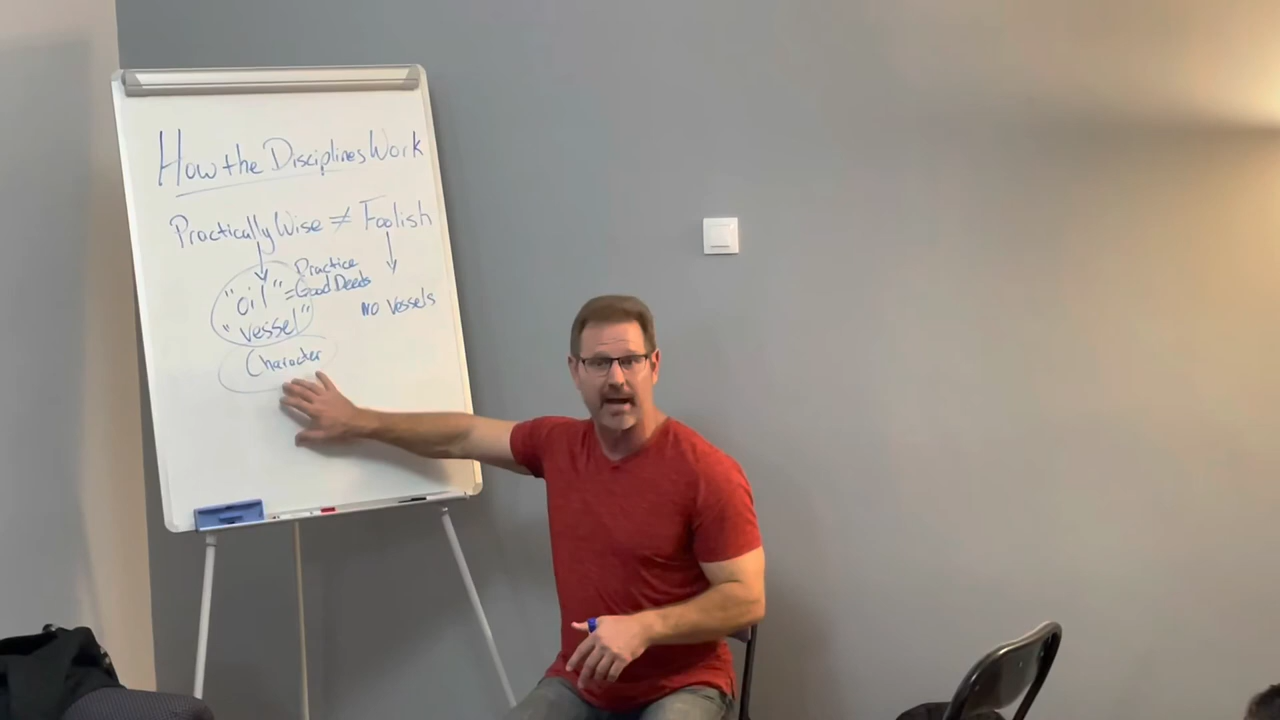 How the Disciplines Work
Practically Wise ≠ Foolish
"oil" = Practice Good Deeds
"vessel"
NO Vessels
Character